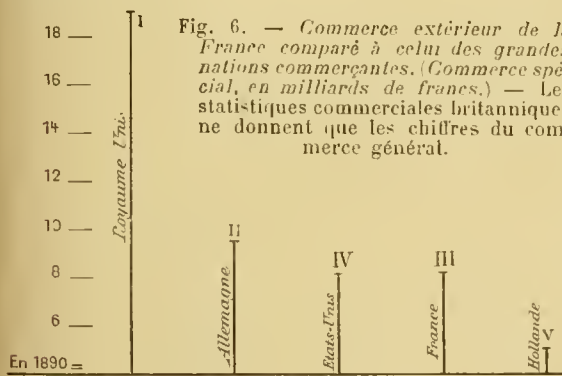 Fig. 6. — Commerce extérieur de l
France comparé à celui des grande
nations commerçantes. (Commerce spé
cial, en milliards de francs.) — Le
statistiques commerciales britannique
ne donnent que les chiffres du com
merce général.
18
16
14
12
10
8
6
En 1890
I
Royaume Uni
II
Allemagne
IV
Etats-Unis
III
France
V
Hollande